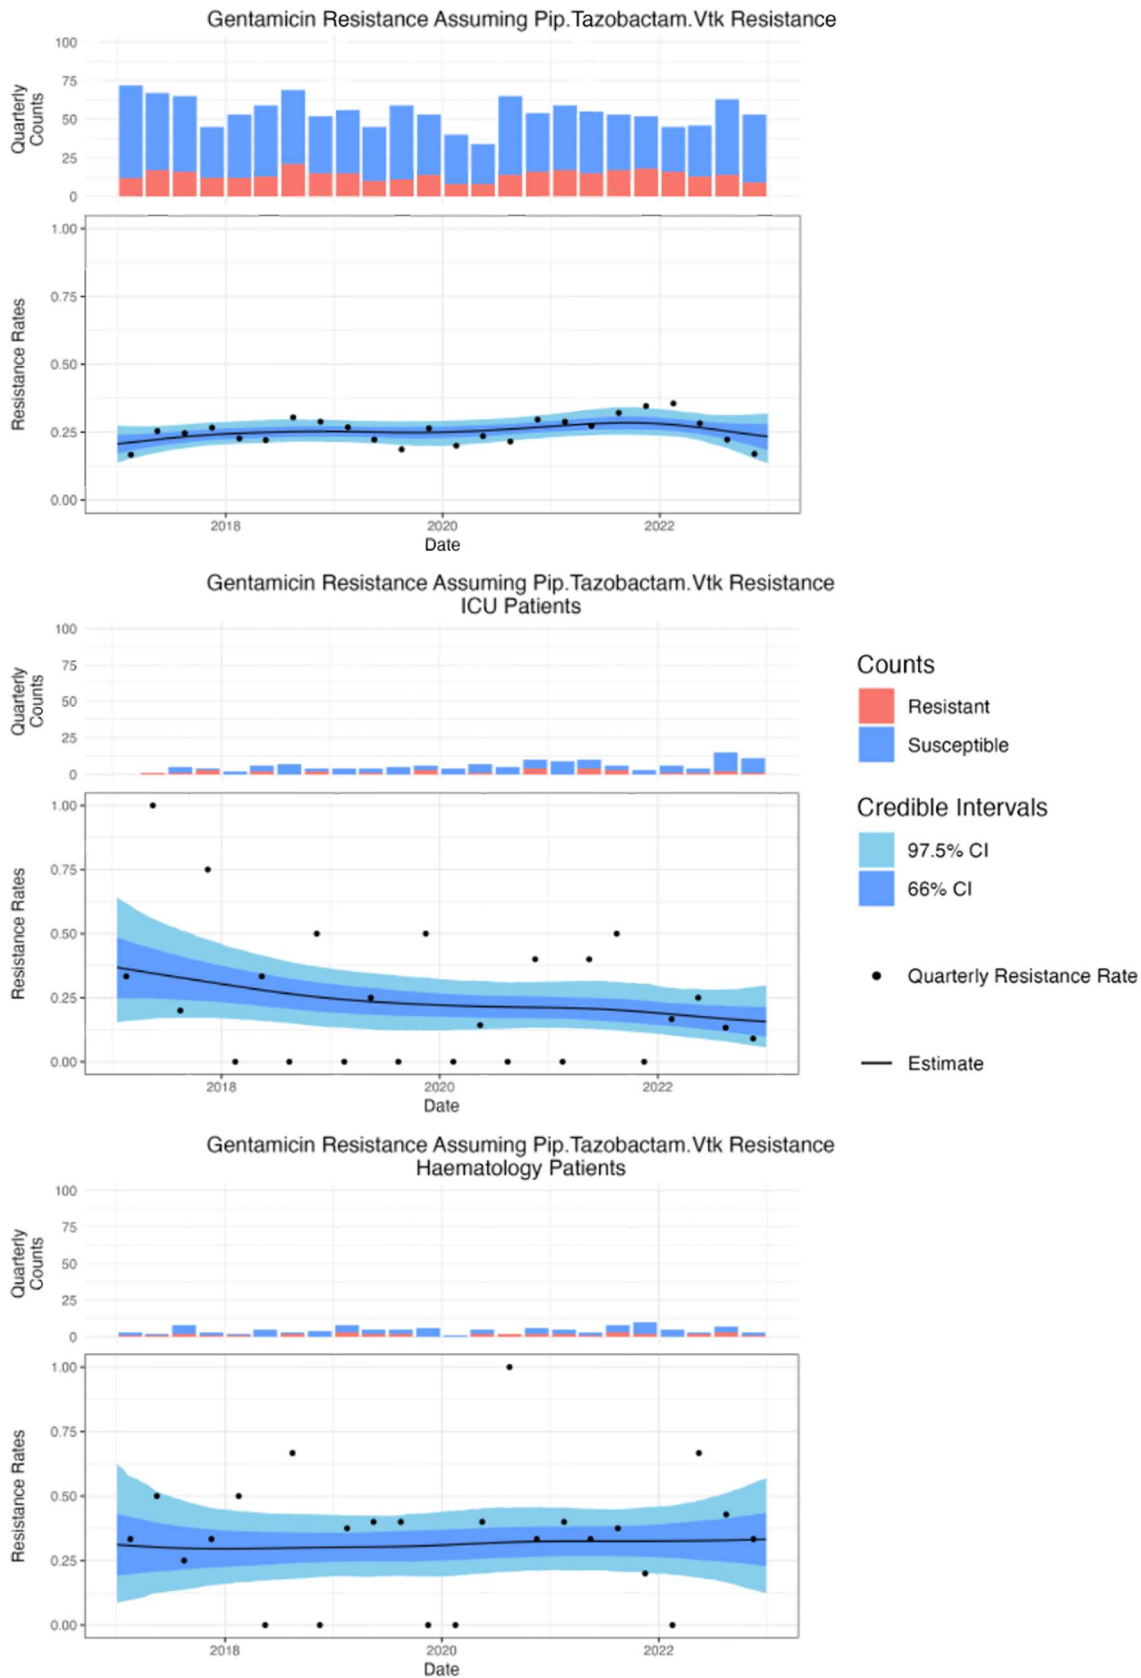 Gentamicin Resistance Assuming Pip.Tazobactam.Vtk Resistance
Quarterly
Counts
100
75
50
25
0
Resistance Rates
1.00
0.75
0.50
0.25
0.00
2018 2020 2022
Date
Gentamicin Resistance Assuming Pip.Tazobactam.Vtk Resistance
ICU Patients
Quarterly
Counts
100
75
50
25
0
Resistance Rates
1.00
0.75
0.50
0.25
0.00
2018 2020 2022
Date
Gentamicin Resistance Assuming Pip.Tazobactam.Vtk Resistance
Haematology Patients
Quarterly
Counts
100
75
50
25
0
Resistance Rates
1.00
0.75
0.50
0.25
0.00
2018 2020 2022
Date
Counts
Resistant
Susceptible
Credible Intervals
97.5% CI
66% CI
Quarterly Resistance Rate
Estimate